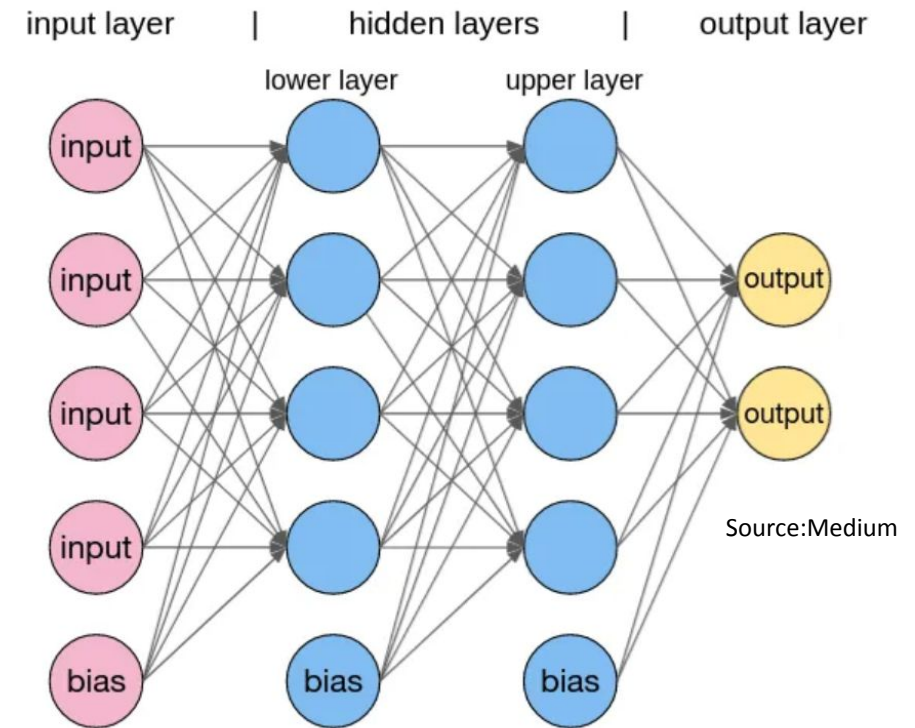 input layer | hidden layers | output layer
lower layer upper layer
input
input output
input output
input
Source:Medium
bias bias bias